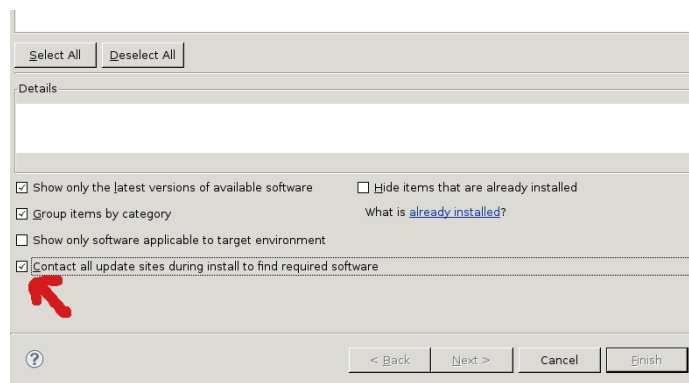 Select All Deselect All
Details
Show only the latest versions of available software Hide items that are already installed
Group items by category What is already installed?
Show only software applicable to target environment
Contact all update sites during install to find required software
? < Back Next > Cancel Finish